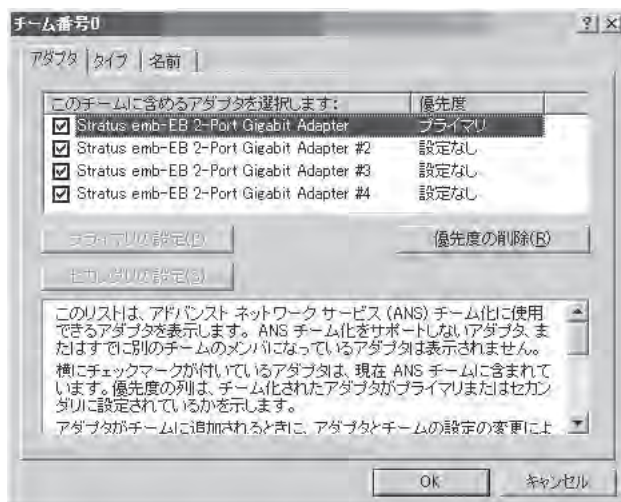 チーム番号0
アダプタ タイプ 名前
このチームに含めるアダプタを選択します: 優先度
Stratus emb-EB 2-Port Gigabit Adapter プライマリ
Stratus emb-EB 2-Port Gigabit Adapter #2 設定なし
Stratus emb-EB 2-Port Gigabit Adapter #3 設定なし
Stratus emb-EB 2-Port Gigabit Adapter #4 設定なし
プライマリの設定(P) 優先度の削除(R)
セカンダリの設定(S)
このリストは、アドバンスト ネットワーク サービス (ANS) チーム化に使用
できるアダプタを表示します。ANS チーム化をサポートしないアダプタ、ま
たはすでに別のチームのメンバになっているアダプタは表示されません。
横にチェックマークが付いているアダプタは、現在 ANS チームに含まれて
います。優先度の列は、チーム化されたアダプタがプライマリまたはセカン
ダリに設定されているかを示します。
アダプタがチームに追加されるときに、アダプタとチームの設定の変更によ
OK キャンセル